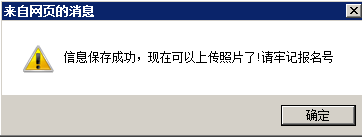 来自网页的消息
信息保存成功，现在可以上传照片了!请牢记报名号
确定